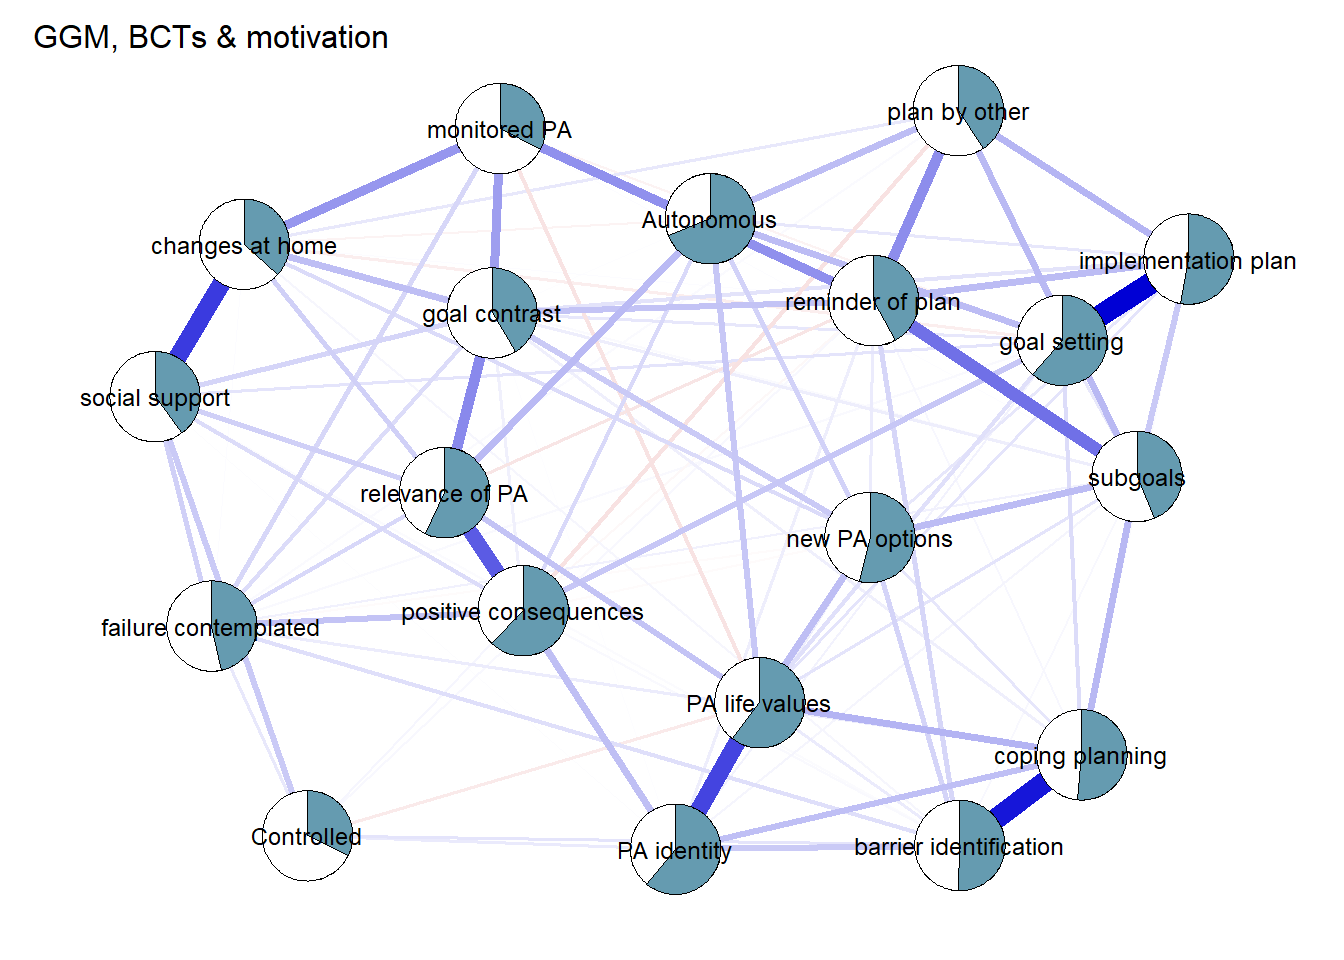 GGM, BCTs & motivation
plan by other
monitored PA
Autonomous
changes at home
implementation plan
reminder of plan
goal contrast
goal setting
social support
subgoals
relevance of PA
new PA options
positive consequences
failure contemplated
PA life values
coping planning
Controlled
PA identity
barrier identification